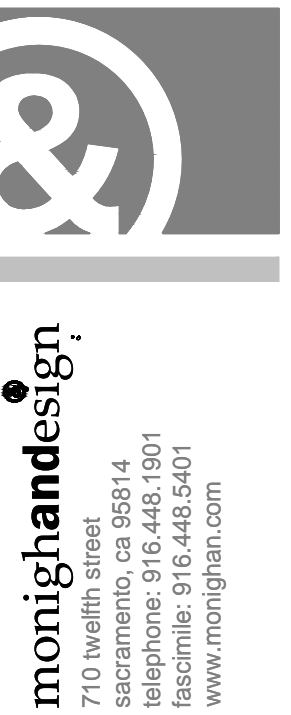 &
monighandesign
710 twelfth street
sacramento, ca 95814
telephone: 916.448.1901
fascimile: 916.448.5401
www.monighan.com